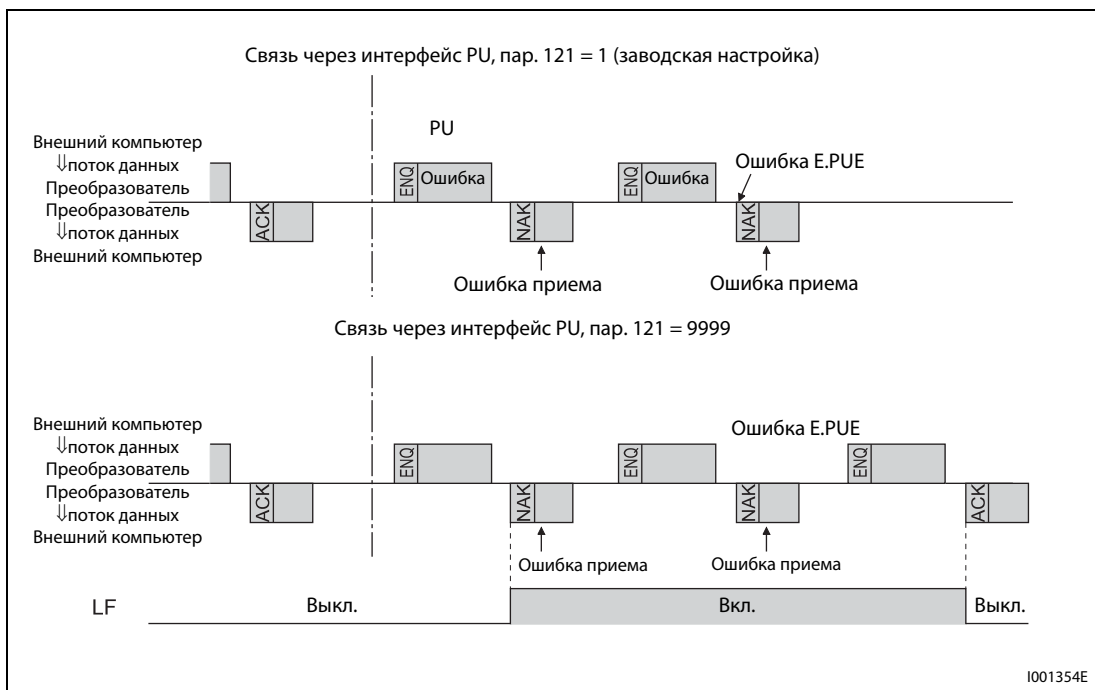 Связь через интерфейс PU, пар. 121 = 1 (заводская настройка)
PU
Внешний компьютер
⇓поток данных
Преобразователь
Преобразователь
⇓поток данных
Внешний компьютер
ENQ Ошибка
ENQ Ошибка
Ошибка E.PUE
ACK
NAK
NAK
Ошибка приема
Ошибка приема
Связь через интерфейс PU, пар. 121 = 9999
Внешний компьютер
⇓поток данных
Преобразователь
Преобразователь
⇓поток данных
Внешний компьютер
Ошибка E.PUE
ENQ
ENQ
ENQ
ACK
NAK
NAK
ACK
Ошибка приема
Ошибка приема
LF
Выкл.
Вкл.
Выкл.
I001354E